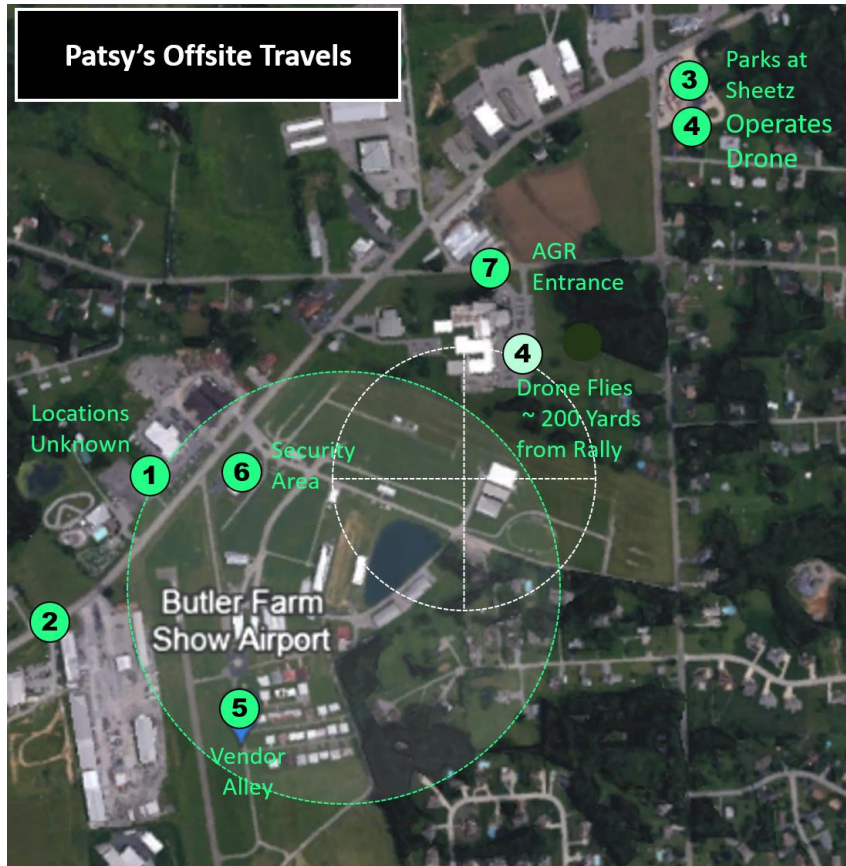 Patsy’s Offsite Travels
3
Parks at
Sheetz
4
Operates
Drone
7
AGR
Entrance
4
Drone Flies
~ 200 Yards
from Rally
Locations
Unknown
1
6
Security
Area
2
Butler Farm
Show Airport
5
Vendor
Alley